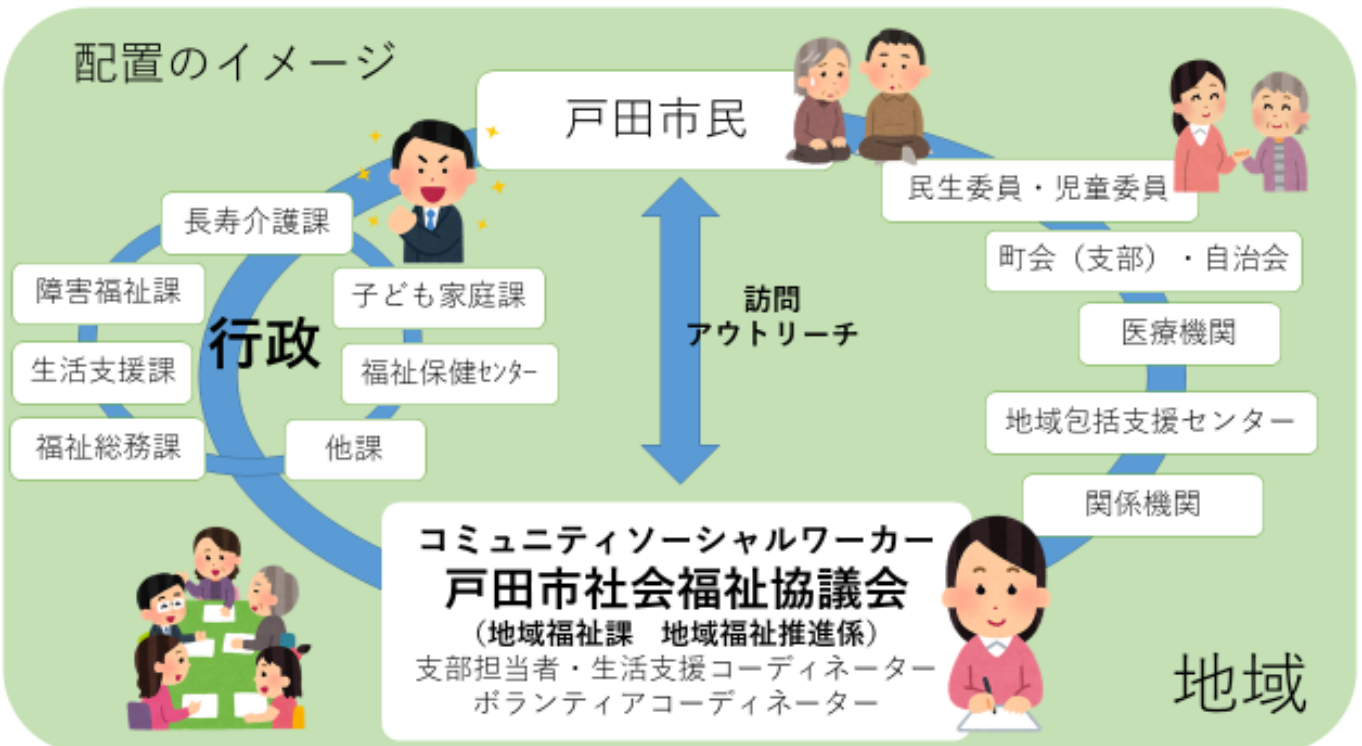 配置のイメージ
戸田市民
民生委員・児童委員
町会（支部）・自治会
医療機関
地域包括支援センター
関係機関
長寿介護課
障害福祉課
子ども家庭課
行政
生活支援課
福祉保健ｾﾝﾀｰ
福祉総務課
他課
訪問
アウトリーチ
コミュニティソーシャルワーカー
戸田市社会福祉協議会
（地域福祉課　地域福祉推進係）
支部担当者・生活支援コーディネーター
ボランティアコーディネーター
地域